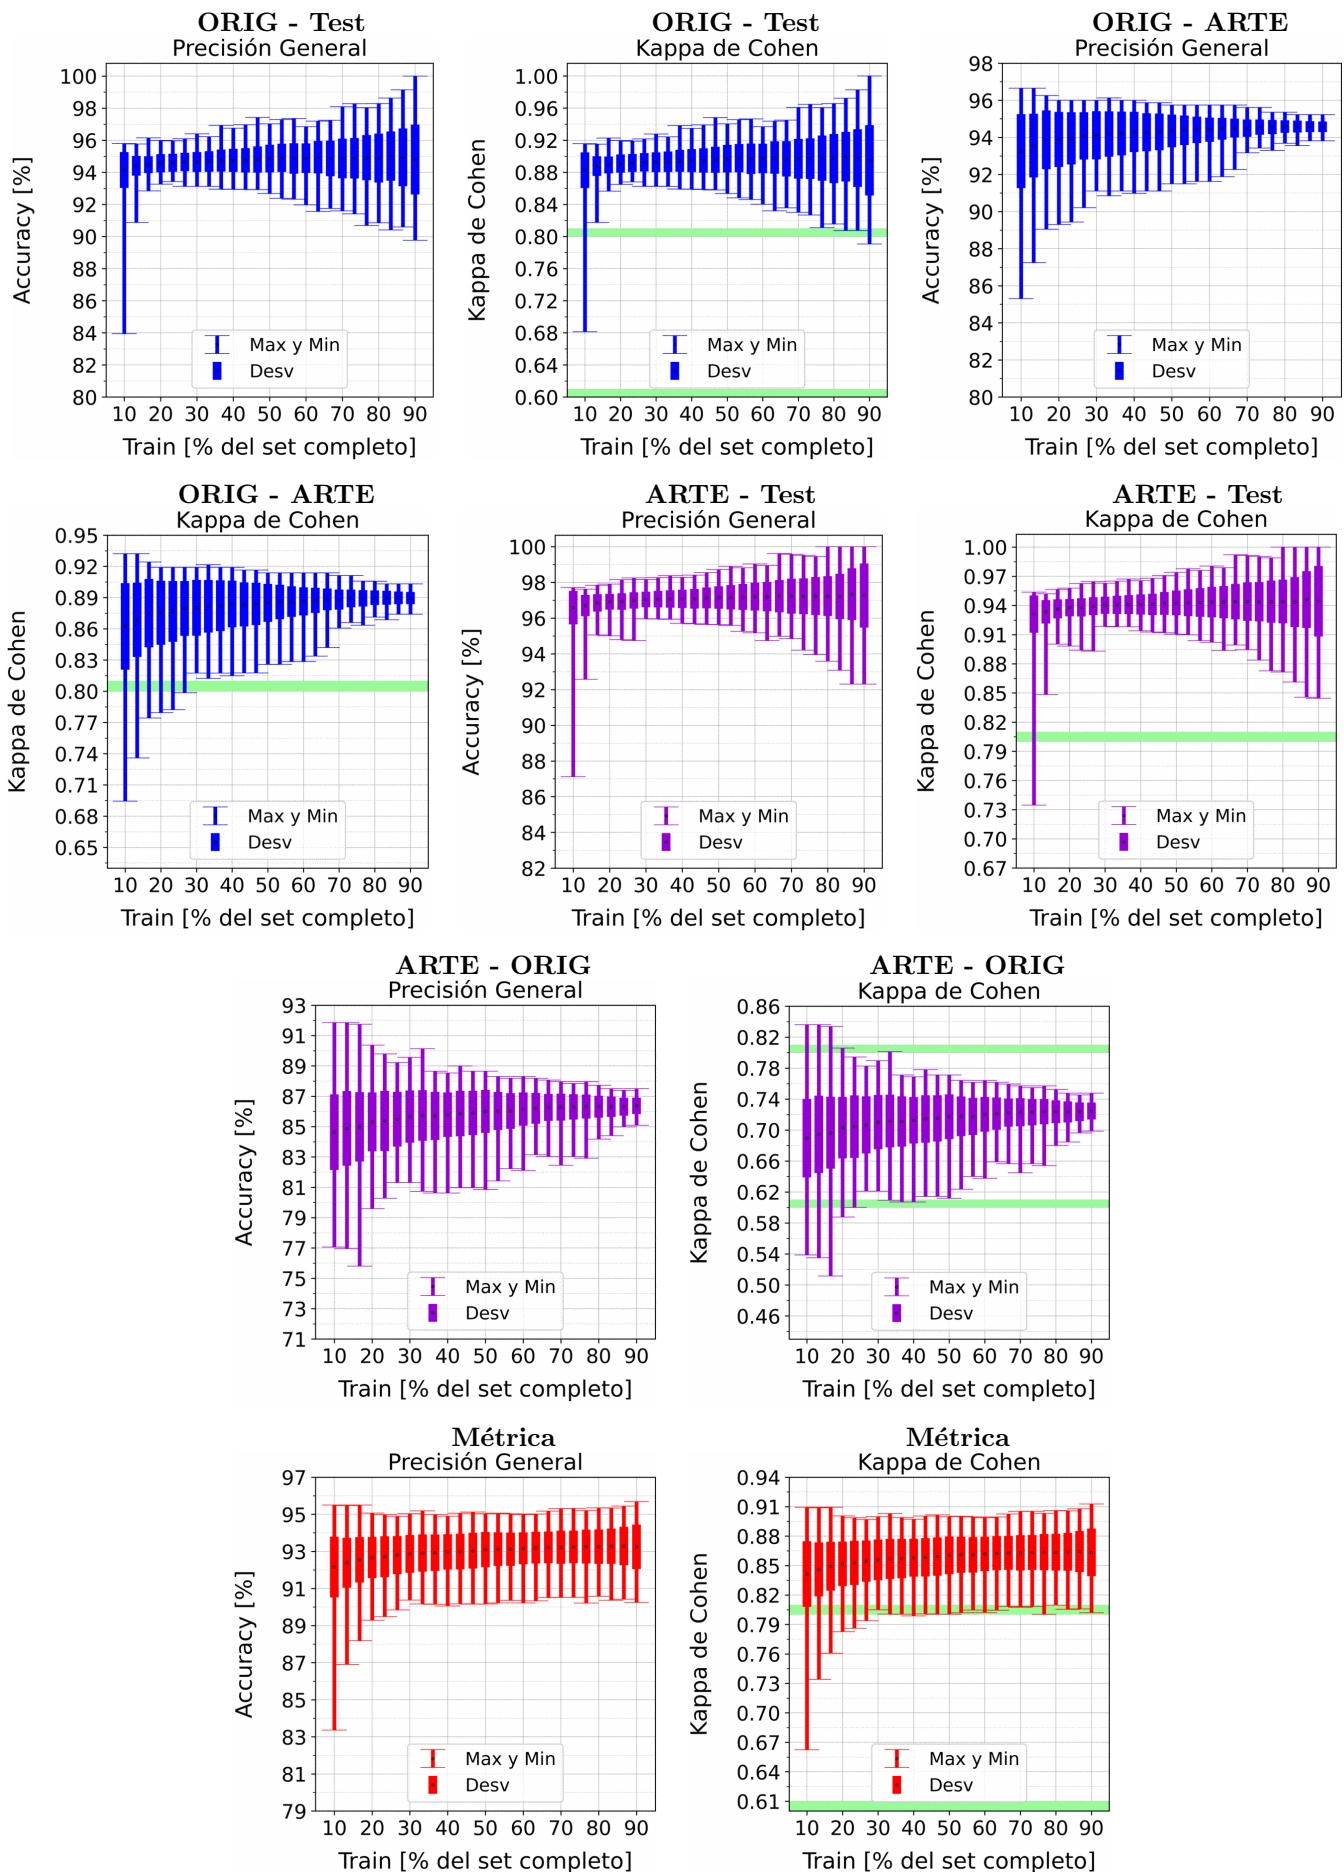 ORIG - Test
Precisión General
Accuracy [%]
100
98
96
94
92
90
88
86
84
82
80
Max y Min
Desv
10 20 30 40 50 60 70 80 90
Train [% del set completo]
ORIG - Test
Kappa de Cohen
Kappa de Cohen
1.00
0.96
0.92
0.88
0.84
0.80
0.76
0.72
0.68
0.64
0.60
Max y Min
Desv
10 20 30 40 50 60 70 80 90
Train [% del set completo]
ORIG - ARTE
Precisión General
Accuracy [%]
98
96
94
92
90
88
86
84
82
80
Max y Min
Desv
10 20 30 40 50 60 70 80 90
Train [% del set completo]
ORIG - ARTE
Kappa de Cohen
Kappa de Cohen
0.95
0.92
0.89
0.86
0.83
0.80
0.77
0.74
0.71
0.68
0.65
Max y Min
Desv
10 20 30 40 50 60 70 80 90
Train [% del set completo]
ARTE - Test
Precisión General
Accuracy [%]
100
98
96
94
92
90
88
86
84
82
Max y Min
Desv
10 20 30 40 50 60 70 80 90
Train [% del set completo]
ARTE - Test
Kappa de Cohen
Kappa de Cohen
1.00
0.97
0.94
0.91
0.88
0.85
0.82
0.79
0.76
0.73
0.70
0.67
Max y Min
Desv
10 20 30 40 50 60 70 80 90
Train [% del set completo]
ARTE - ORIG
Precisión General
Accuracy [%]
93
91
89
87
85
83
81
79
77
75
73
71
Max y Min
Desv
10 20 30 40 50 60 70 80 90
Train [% del set completo]
ARTE - ORIG
Kappa de Cohen
Kappa de Cohen
0.86
0.82
0.78
0.74
0.70
0.66
0.62
0.58
0.54
0.50
0.46
Max y Min
Desv
10 20 30 40 50 60 70 80 90
Train [% del set completo]
Métrica
Precisión General
Accuracy [%]
97
95
93
91
89
87
85
83
81
79
Max y Min
Desv
10 20 30 40 50 60 70 80 90
Train [% del set completo]
Métrica
Kappa de Cohen
Kappa de Cohen
0.94
0.91
0.88
0.85
0.82
0.79
0.76
0.73
0.70
0.67
0.64
0.61
Max y Min
Desv
10 20 30 40 50 60 70 80 90
Train [% del set completo]